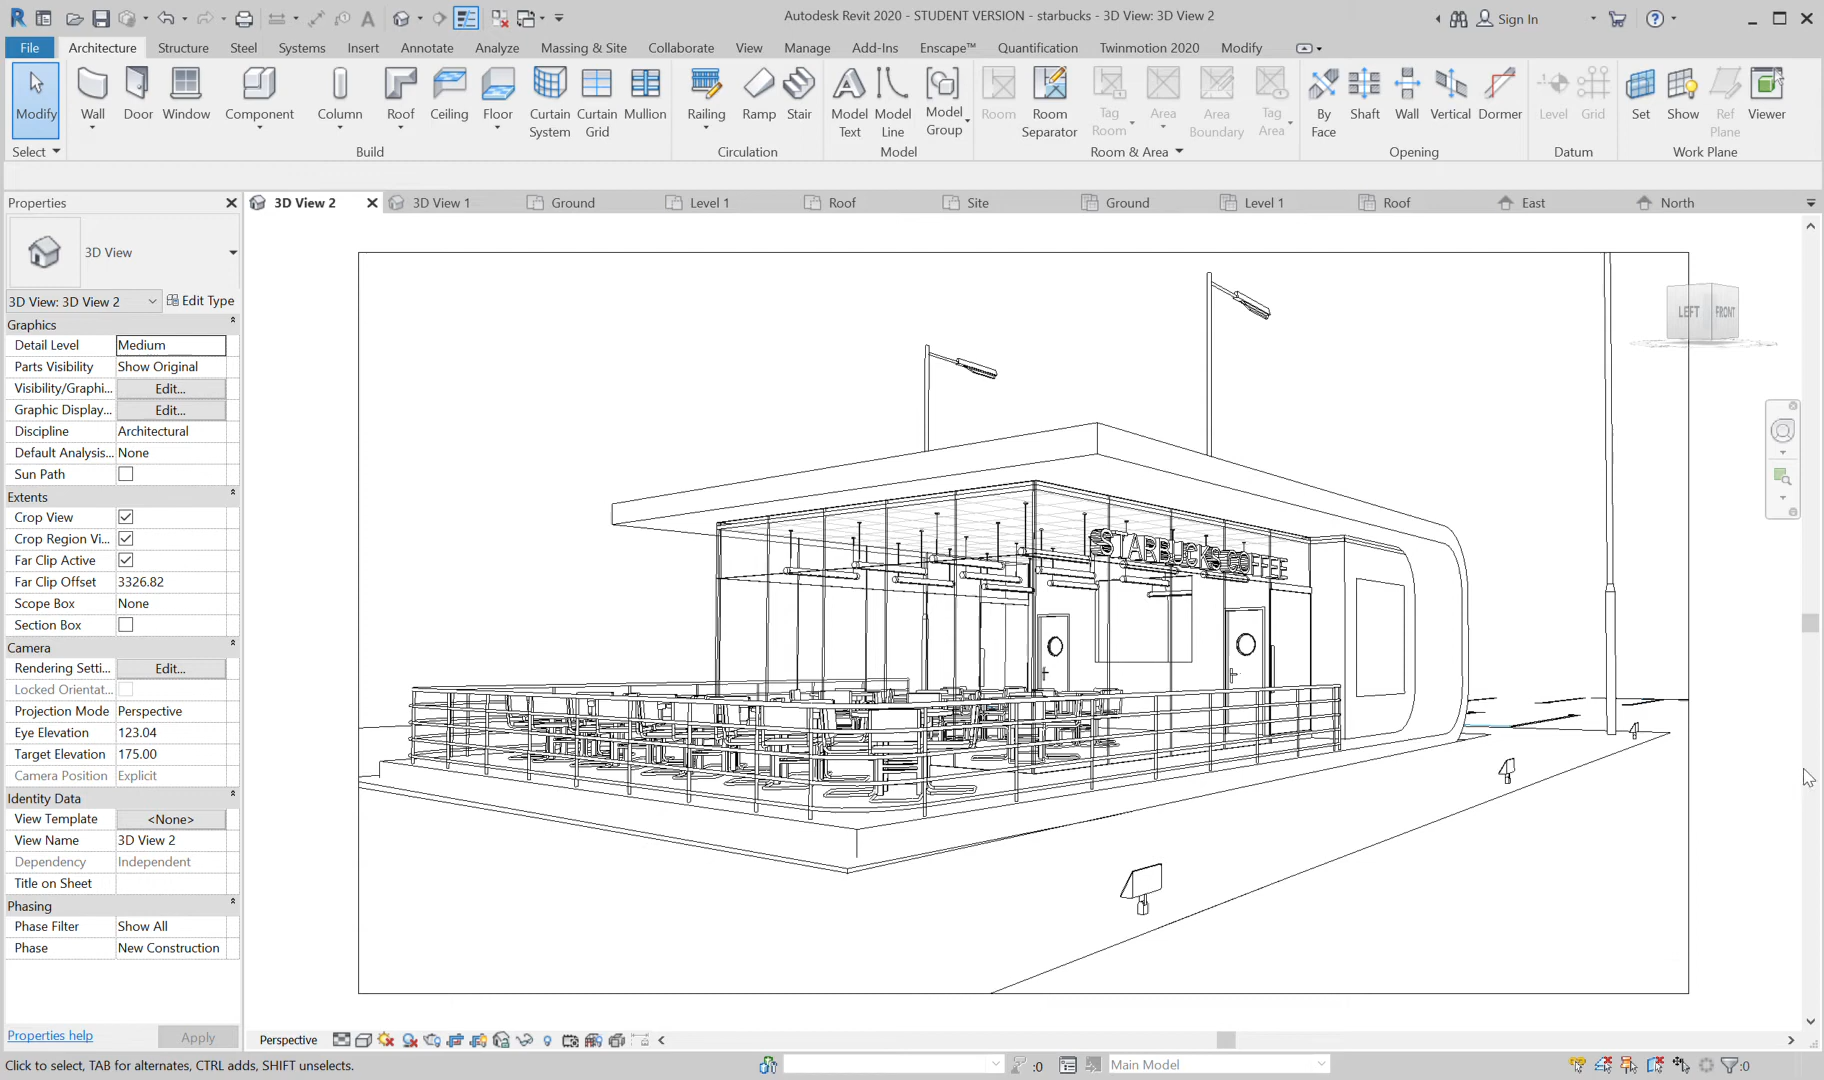 Autodesk Revit 2020 - STUDENT VERSION - starbucks - 3D View: 3D View 2
Sign In
File Architecture Structure Steel Systems Insert Annotate Analyze Massing & Site Collaborate View Manage Add-Ins Enscape™ Quantification Twinmotion 2020 Modify
Modify Wall Door Window Component Column Roof Ceiling Floor Curtain System Curtain Grid Mullion Railing Ramp Stair Model Text Model Line Model Group Room Room Separator Tag Room Area Area Boundary Tag Area By Face Shaft Wall Vertical Dormer Level Grid Set Show Ref Plane Viewer
Select Build Circulation Model Room & Area Opening Datum Work Plane
Properties
3D View 2 3D View 1 Ground Level 1 Roof Site Ground Level 1 Roof East North
3D View
3D View: 3D View 2 Edit Type
Graphics
Detail Level Medium
Parts Visibility Show Original
Visibility/Graphi... Edit...
Graphic Display... Edit...
Discipline Architectural
Default Analysis... None
Sun Path
Extents
Crop View
Crop Region Vi...
Far Clip Active
Far Clip Offset 3326.82
Scope Box None
Section Box
Camera
Rendering Setti... Edit...
Locked Orientat...
Projection Mode Perspective
Eye Elevation 123.04
Target Elevation 175.00
Camera Position Explicit
Identity Data
View Template <None>
View Name 3D View 2
Dependency Independent
Title on Sheet
Phasing
Phase Filter Show All
Phase New Construction
Properties help Apply
LEFT FRONT
STARBUCKS COFFEE
Perspective
Click to select, TAB for alternates, CTRL adds, SHIFT unselects.
:0
Main Model
:0